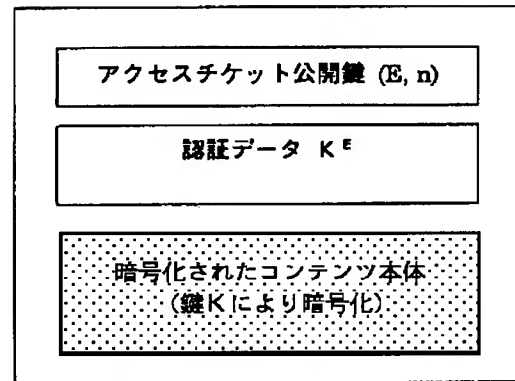 アクセスチケット公開鍵 (E, n)
認証データ K^E
暗号化されたコンテンツ本体
(鍵Kにより暗号化)